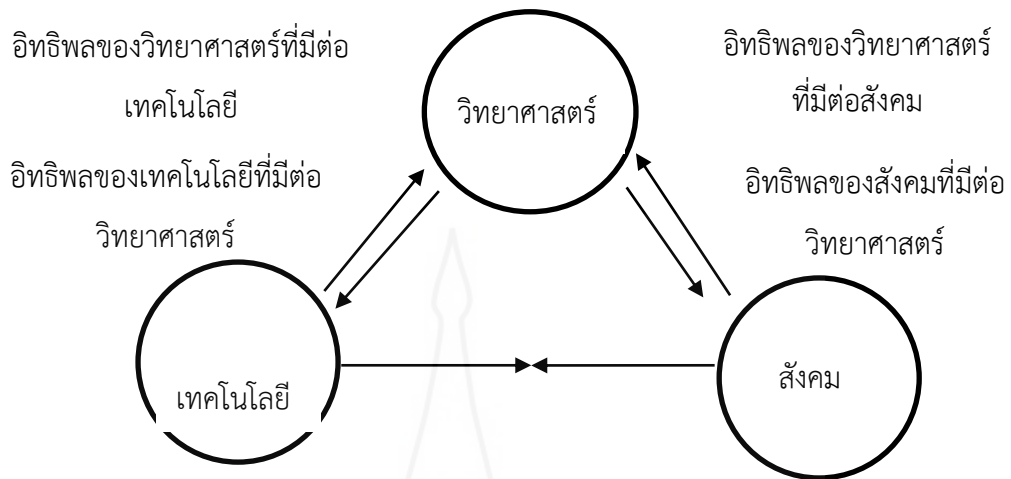 อิทธิพลของวิทยาศาสตร์ที่มีต่อ
เทคโนโลยี
อิทธิพลของเทคโนโลยีที่มีต่อ
วิทยาศาสตร์
วิทยาศาสตร์
อิทธิพลของวิทยาศาสตร์
ที่มีต่อสังคม
อิทธิพลของสังคมที่มีต่อ
วิทยาศาสตร์
เทคโนโลยี
สังคม